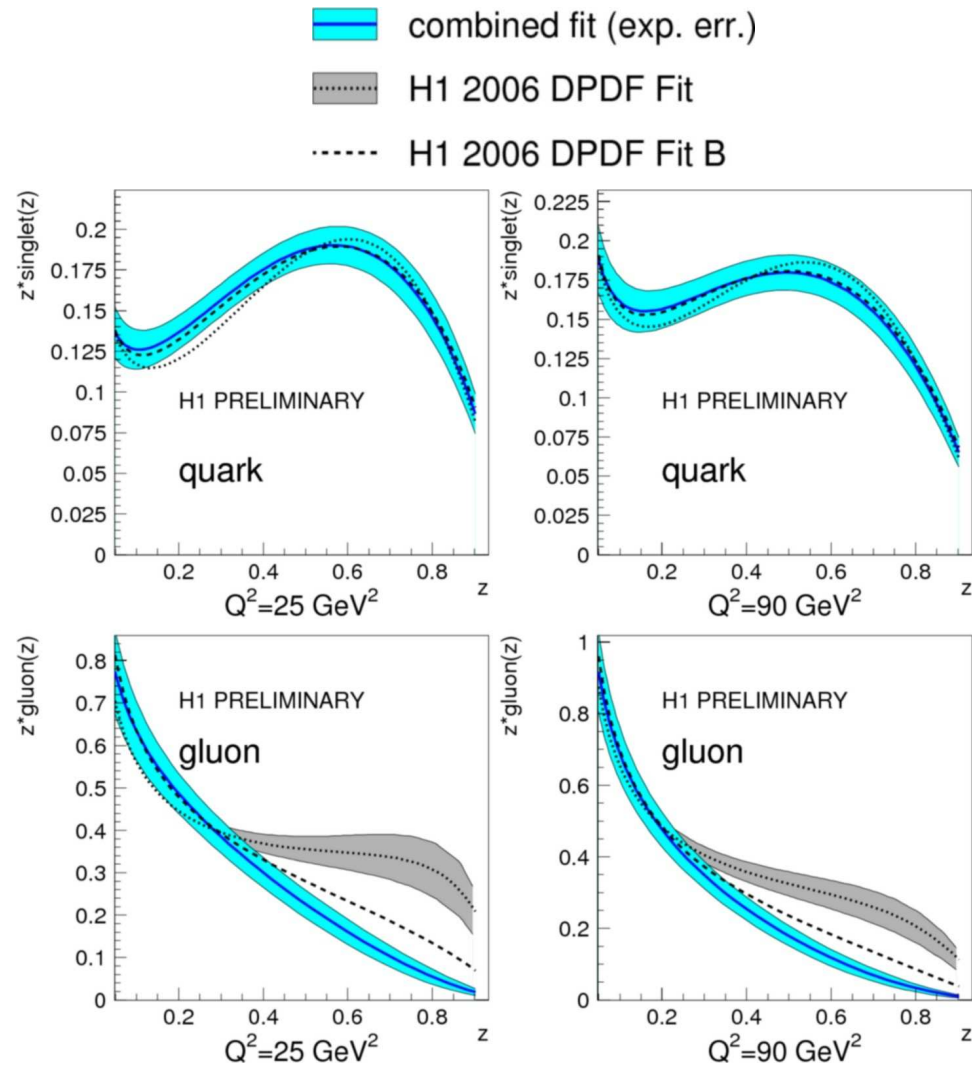 combined fit (exp. err.)
H1 2006 DPDF Fit
H1 2006 DPDF Fit B
z*singlet(z)
0.2
0.175
0.15
0.125
0.1
0.075
0.05
0.025
0
H1 PRELIMINARY
quark
0.2 0.4 0.6 0.8
z
Q²=25 GeV²
z*singlet(z)
0.225
0.2
0.175
0.15
0.125
0.1
0.075
0.05
0.025
0
H1 PRELIMINARY
quark
0.2 0.4 0.6 0.8
z
Q²=90 GeV²
z*gluon(z)
0.8
0.7
0.6
0.5
0.4
0.3
0.2
0.1
0
H1 PRELIMINARY
gluon
0.2 0.4 0.6 0.8
z
Q²=25 GeV²
z*gluon(z)
1
0.8
0.6
0.4
0.2
0
H1 PRELIMINARY
gluon
0.2 0.4 0.6 0.8
z
Q²=90 GeV²